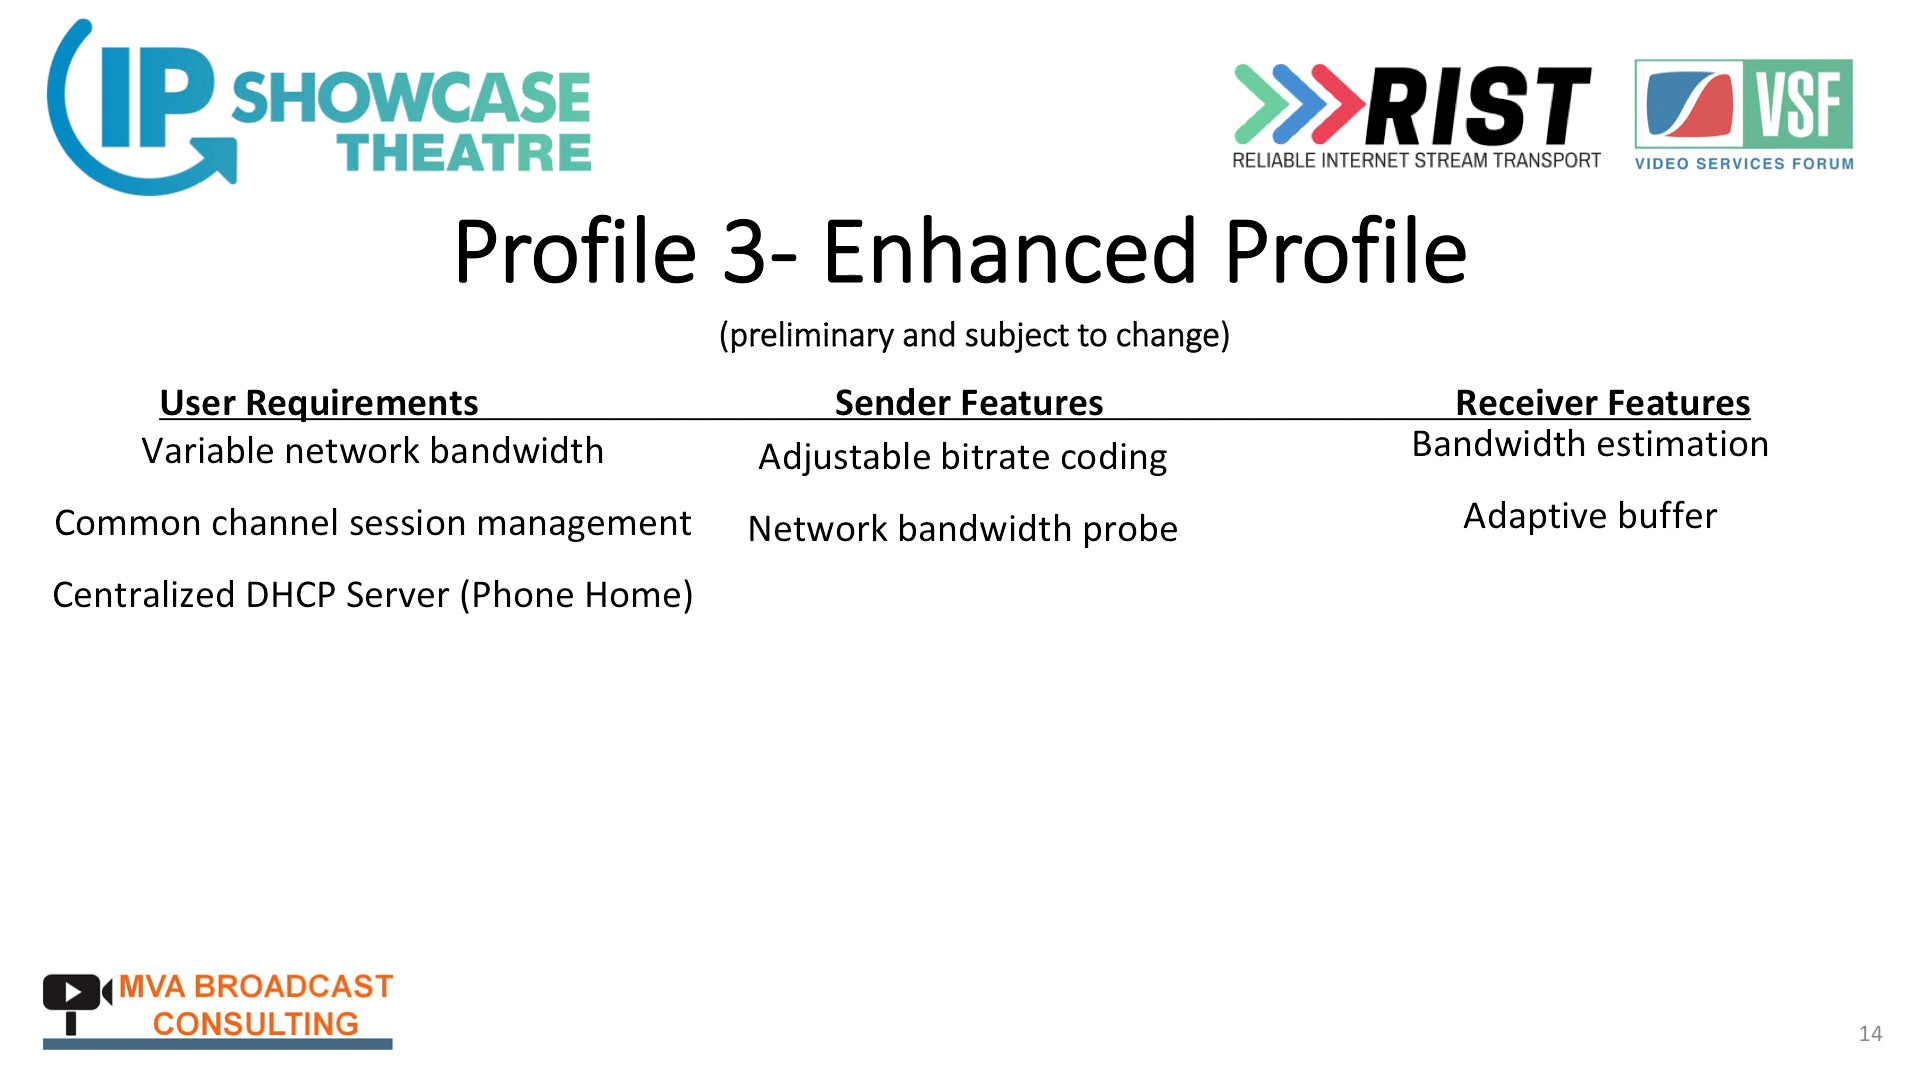 IP SHOWCASE
THEATRE
RIST
RELIABLE INTERNET STREAM TRANSPORT
VSF
VIDEO SERVICES FORUM
Profile 3- Enhanced Profile
(preliminary and subject to change)
User Requirements Sender Features Receiver Features
Variable network bandwidth
Common channel session management
Centralized DHCP Server (Phone Home)
Adjustable bitrate coding
Network bandwidth probe
Bandwidth estimation
Adaptive buffer
MVA BROADCAST
CONSULTING
14